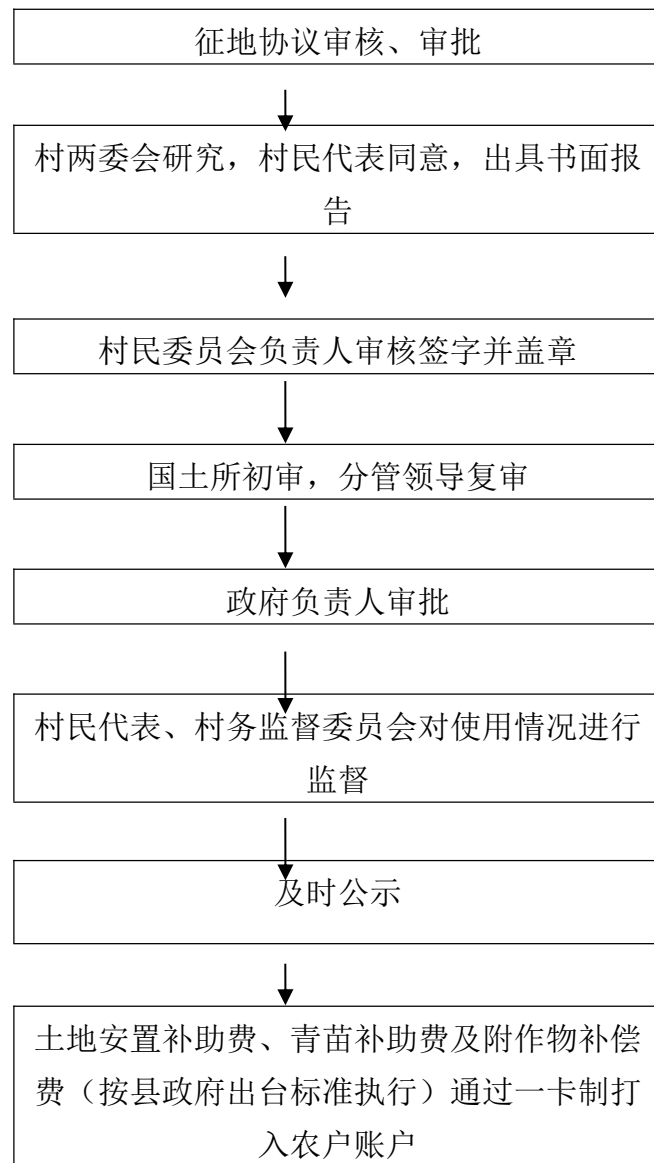 征地协议审核、审批
村两委会研究，村民代表同意，出具书面报
告
村民委员会负责人审核签字并盖章
国土所初审，分管领导复审
政府负责人审批
村民代表、村务监督委员会对使用情况进行
监督
及时公示
土地安置补助费、青苗补助费及附作物补偿
费（按县政府出台标准执行）通过一卡制打
入农户账户